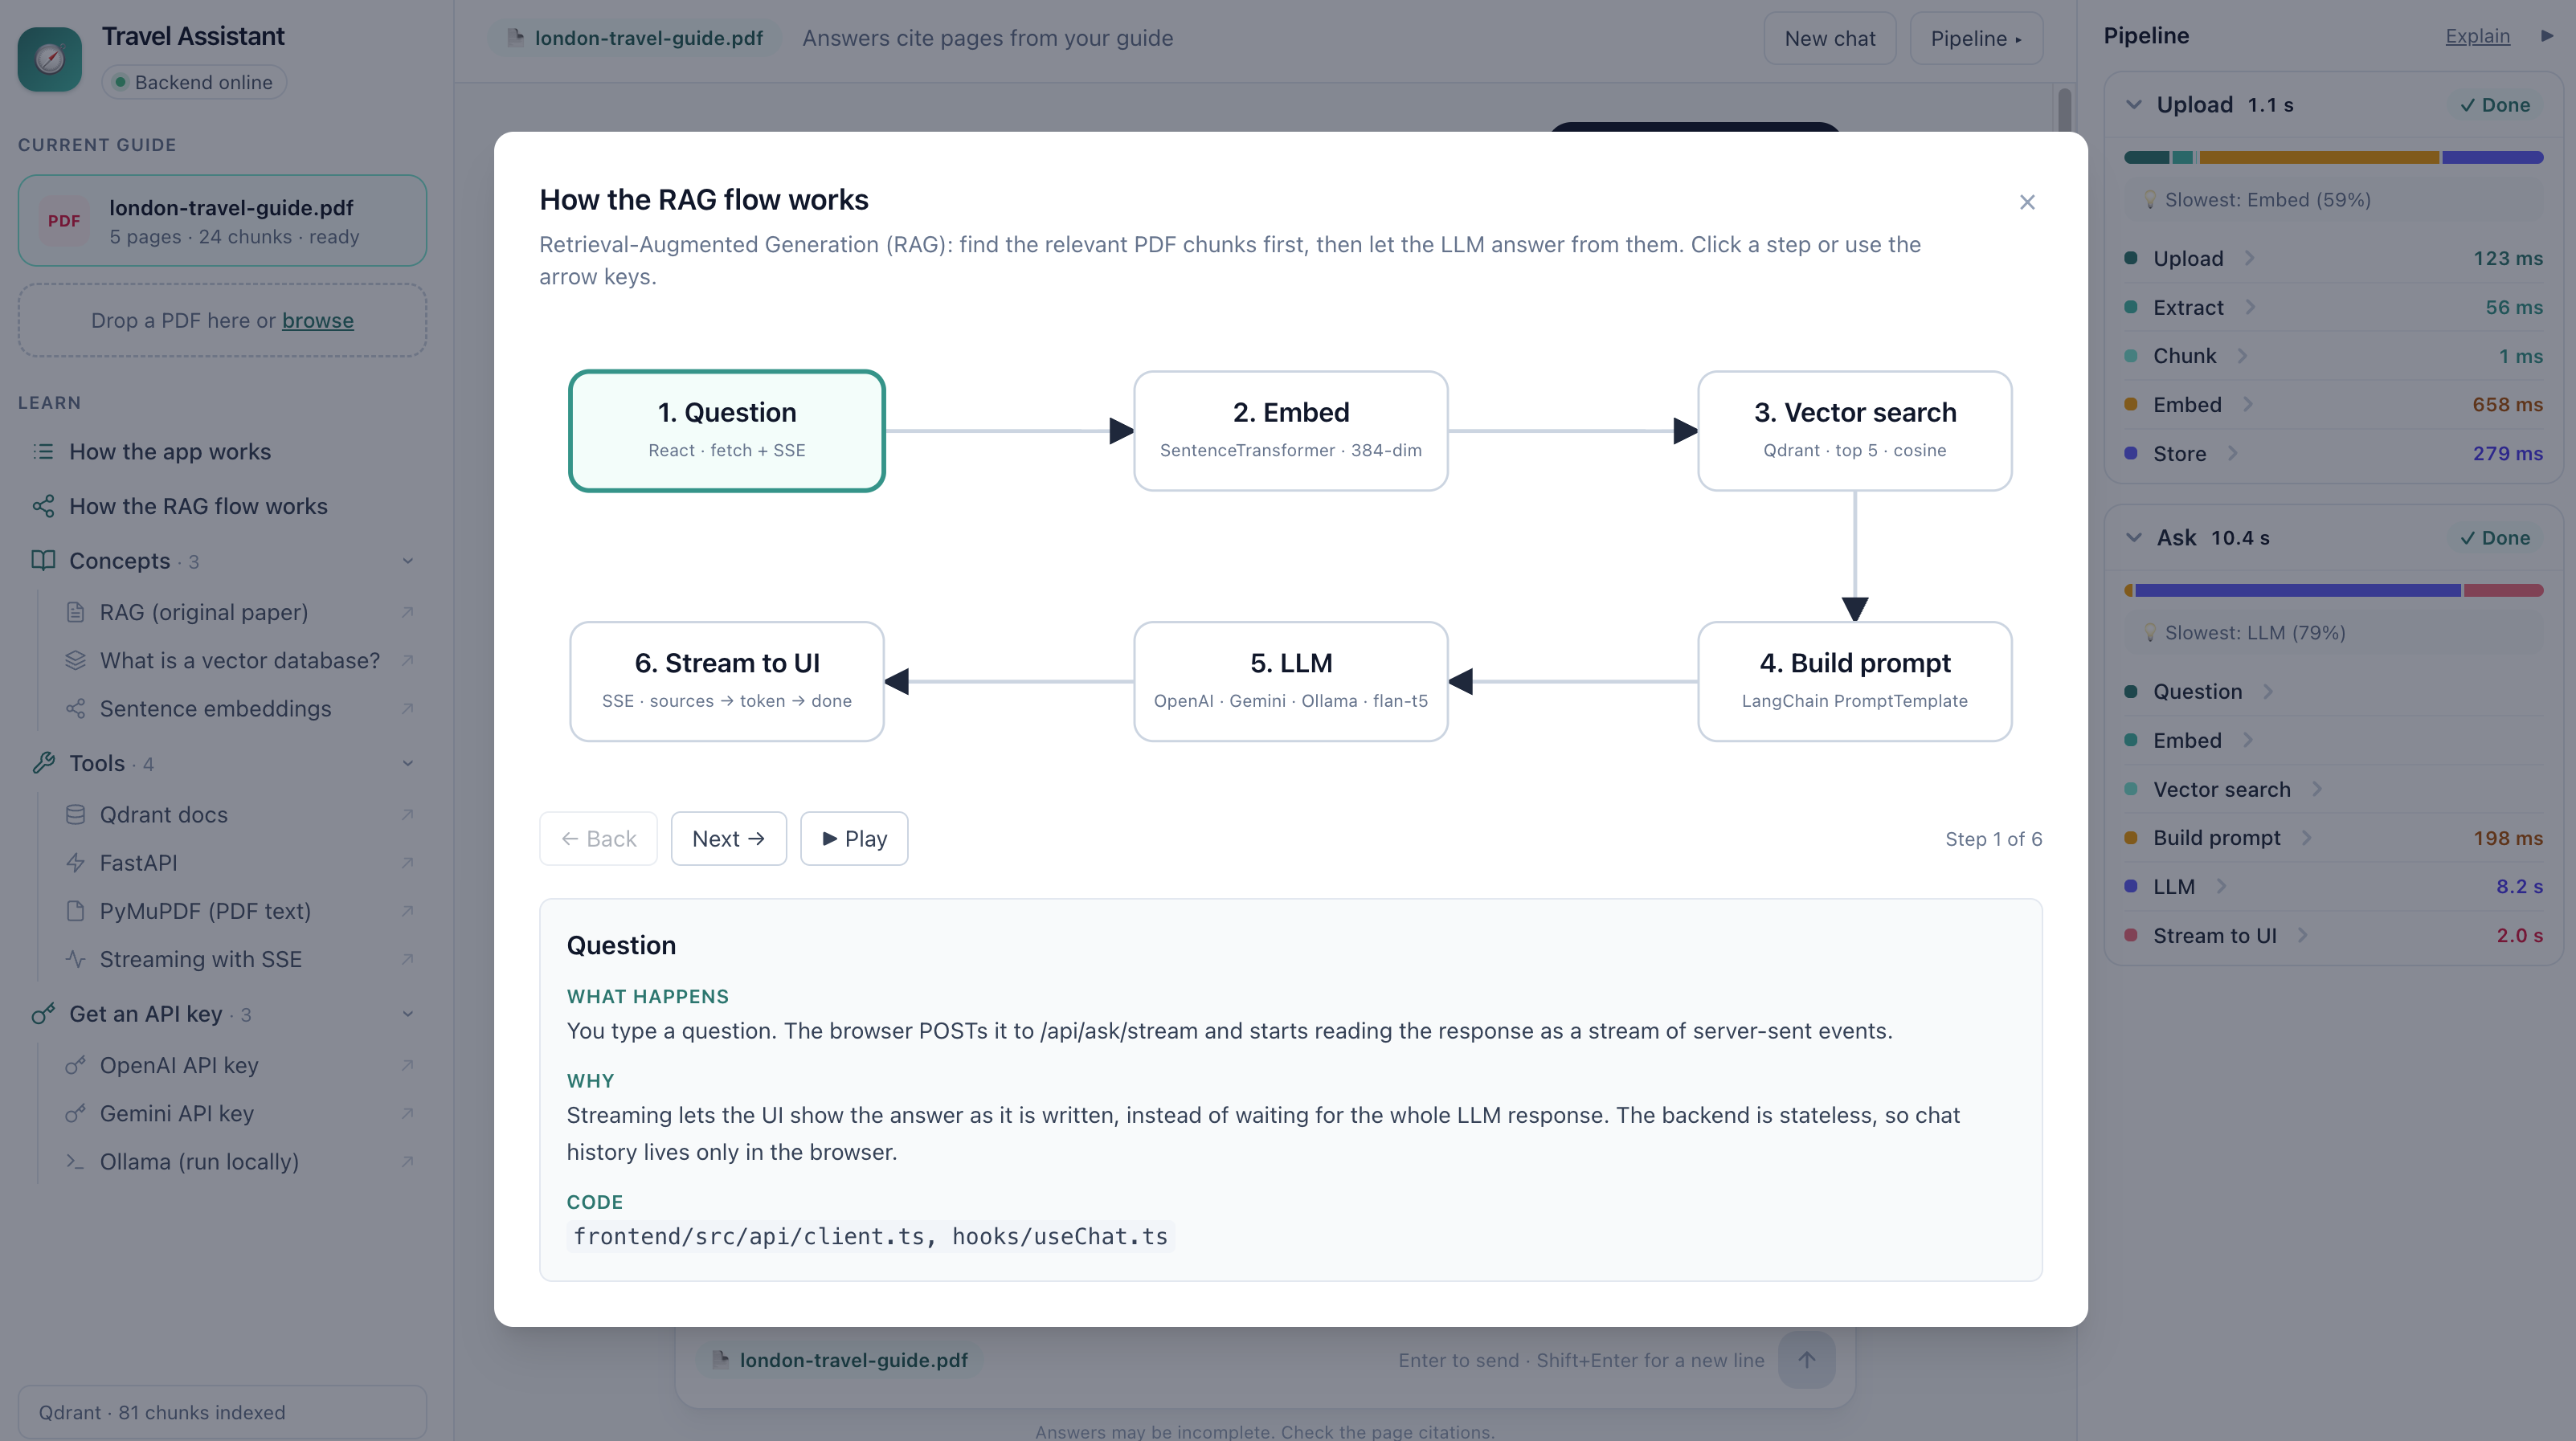 Travel Assistant
Backend online
CURRENT GUIDE
PDF
london-travel-guide.pdf
5 pages · 24 chunks · ready
Drop a PDF here or browse
LEARN
How the app works
How the RAG flow works
Concepts · 3
RAG (original paper)
What is a vector database?
Sentence embeddings
Tools · 4
Qdrant docs
FastAPI
PyMuPDF (PDF text)
Streaming with SSE
Get an API key · 3
OpenAI API key
Gemini API key
Ollama (run locally)
Qdrant · 81 chunks indexed
london-travel-guide.pdf
Answers cite pages from your guide
New chat
Pipeline ▸
How the RAG flow works
×
Retrieval-Augmented Generation (RAG): find the relevant PDF chunks first, then let the LLM answer from them. Click a step or use the
arrow keys.
1. Question
React · fetch + SSE
2. Embed
SentenceTransformer · 384-dim
3. Vector search
Qdrant · top 5 · cosine
6. Stream to UI
SSE · sources → token → done
5. LLM
OpenAI · Gemini · Ollama · flan-t5
4. Build prompt
LangChain PromptTemplate
← Back
Next →
▶ Play
Step 1 of 6
Question
WHAT HAPPENS
You type a question. The browser POSTs it to /api/ask/stream and starts reading the response as a stream of server-sent events.
WHY
Streaming lets the UI show the answer as it is written, instead of waiting for the whole LLM response. The backend is stateless, so chat
history lives only in the browser.
CODE
frontend/src/api/client.ts, hooks/useChat.ts
london-travel-guide.pdf
Enter to send · Shift+Enter for a new line
Answers may be incomplete. Check the page citations.
Pipeline
Explain
▶
Upload 1.1 s
✓ Done
Slowest: Embed (59%)
Upload
123 ms
Extract
56 ms
Chunk
1 ms
Embed
658 ms
Store
279 ms
Ask 10.4 s
✓ Done
Slowest: LLM (79%)
Question
Embed
Vector search
Build prompt
198 ms
LLM
8.2 s
Stream to UI
2.0 s